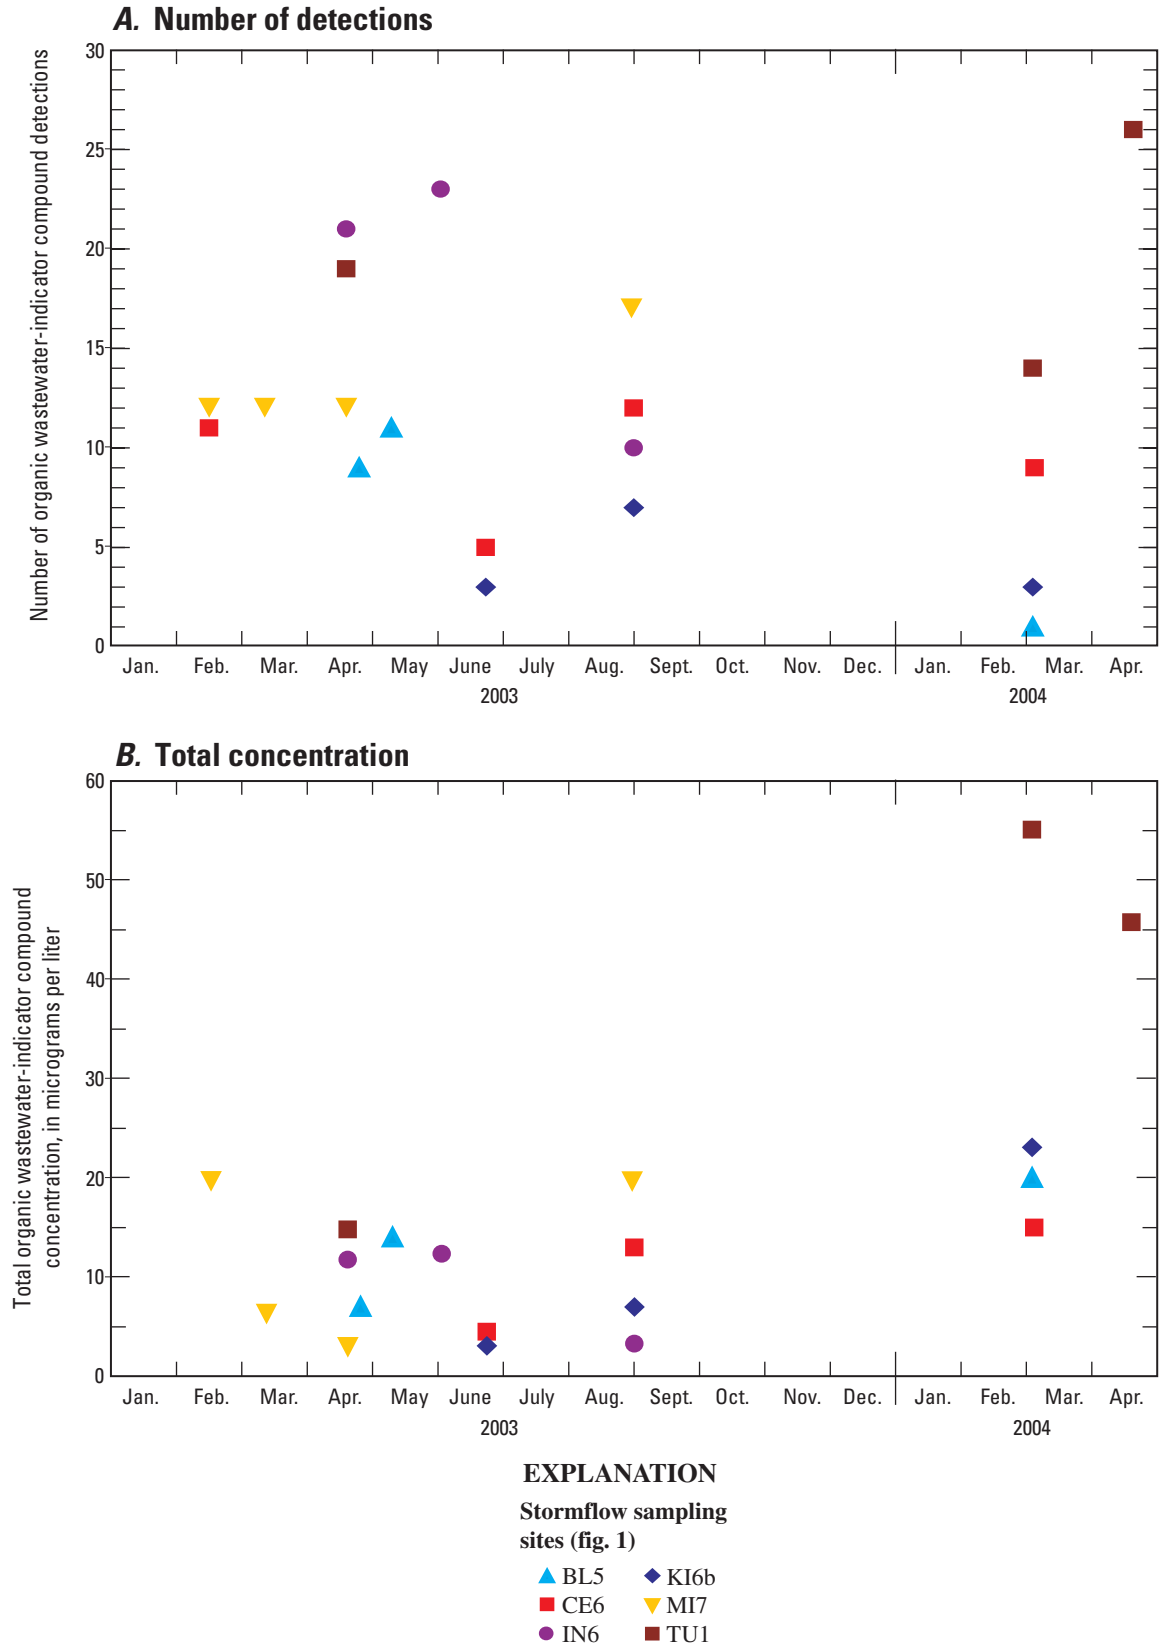 A. Number of detections
Number of organic wastewater-indicator compound detections
30
25
20
15
10
5
0
Jan. Feb. Mar. Apr. May June July Aug. Sept. Oct. Nov. Dec. Jan. Feb. Mar. Apr.
2003 2004
B. Total concentration
Total organic wastewater-indicator compound
concentration, in micrograms per liter
60
50
40
30
20
10
0
Jan. Feb. Mar. Apr. May June July Aug. Sept. Oct. Nov. Dec. Jan. Feb. Mar. Apr.
2003 2004
EXPLANATION
Stormflow sampling
sites (fig. 1)
BL5 KI6b
CE6 MI7
IN6 TU1